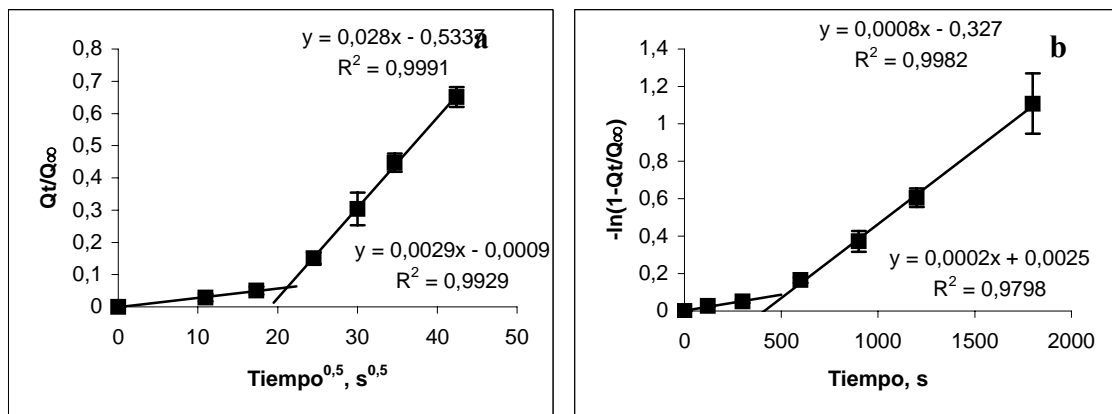 y = 0,028x - 0,5337
R² = 0,9991
a
0,8
0,7
0,6
0,5
0,4
0,3
0,2
0,1
0
Qt/Q∞
y = 0,0029x - 0,0009
R² = 0,9929
0 10 20 30 40 50
Tiempo^0,5, s^0,5
y = 0,0008x - 0,327
R² = 0,9982
b
1,4
1,2
1
0,8
0,6
0,4
0,2
0
-ln(1-Qt/Q∞)
y = 0,0002x + 0,0025
R² = 0,9798
0 500 1000 1500 2000
Tiempo, s